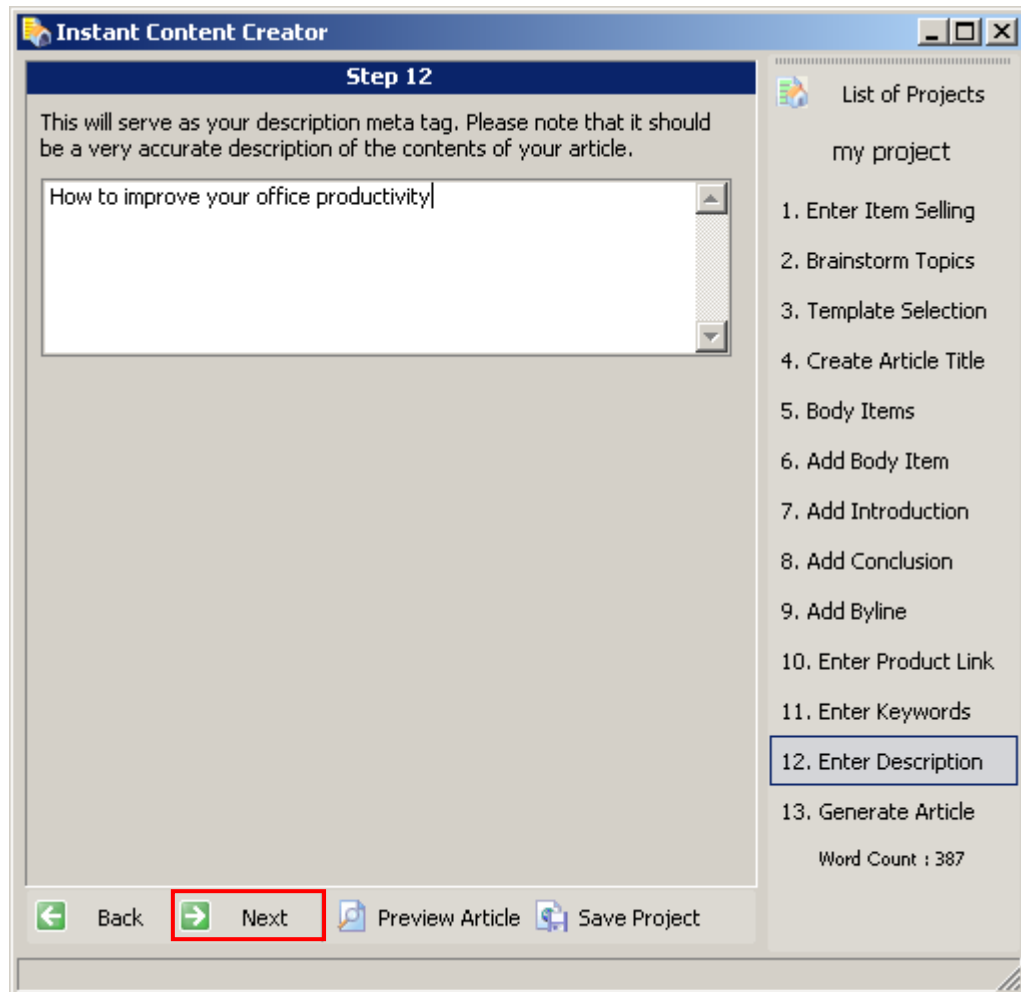 Instant Content Creator
Step 12
This will serve as your description meta tag. Please note that it should
be a very accurate description of the contents of your article.
How to improve your office productivity
List of Projects
my project
1. Enter Item Selling
2. Brainstorm Topics
3. Template Selection
4. Create Article Title
5. Body Items
6. Add Body Item
7. Add Introduction
8. Add Conclusion
9. Add Byline
10. Enter Product Link
11. Enter Keywords
12. Enter Description
13. Generate Article
Word Count : 387
Back Next Preview Article Save Project